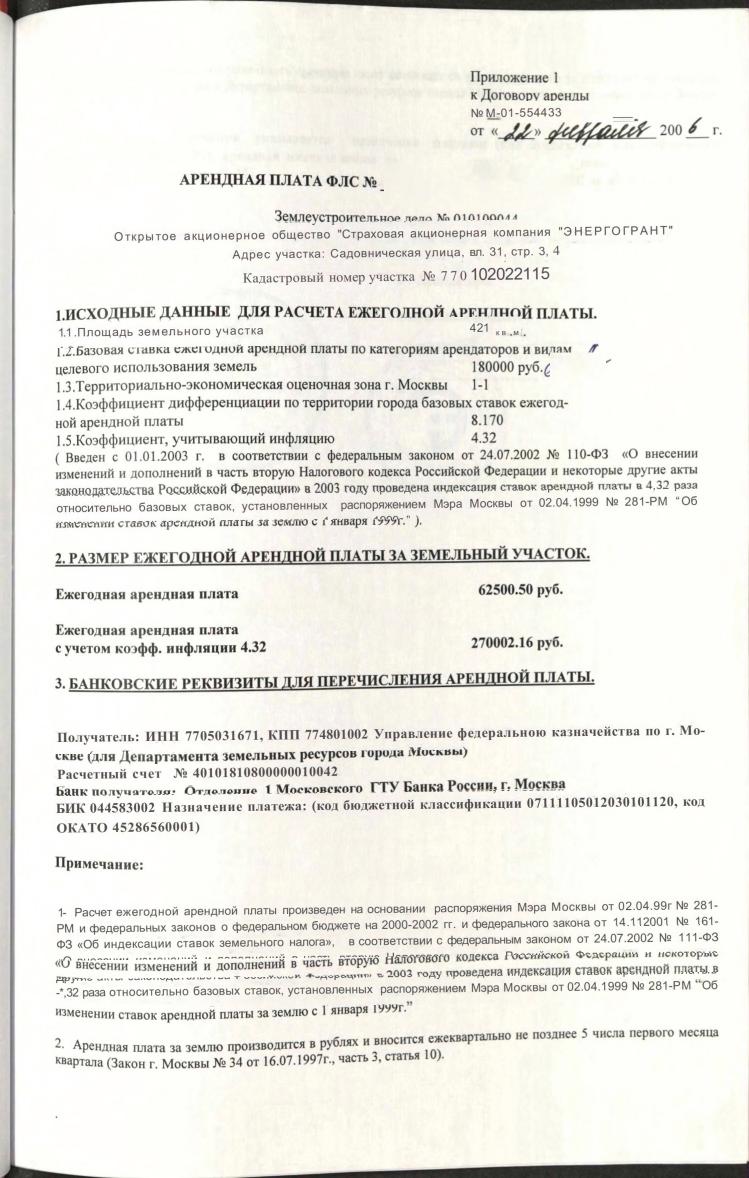 Приложение 1
к Договору аренды
№ М-01-554433
от « 22 » февраля 200 6 г.
АРЕНДНАЯ ПЛАТА ФЛС №
Землеустроительное дело № 010100044
Открытое акционерное общество "Страховая акционерная компания "ЭНЕРГОГРАНТ"
Адрес участка: Садовническая улица, вл. 31, стр. 3, 4
Кадастровый номер участка № 770102022115
1.ИСХОДНЫЕ ДАННЫЕ ДЛЯ РАСЧЕТА ЕЖЕГОДНОЙ АРЕНДНОЙ ПЛАТЫ.
1.1.Площадь земельного участка 421 кв.м.
1.2.Базовая ставка ежегодной арендной платы по категориям арендаторов и видам
целевого использования земель 180000 руб.
1.3.Территориально-экономическая оценочная зона г. Москвы 1-1
1.4.Коэффициент дифференциации по территории города базовых ставок ежегод-
ной арендной платы 8.170
1.5.Коэффициент, учитывающий инфляцию 4.32
( Введен с 01.01.2003 г. в соответствии с федеральным законом от 24.07.2002 № 110-ФЗ «О внесении
изменений и дополнений в часть вторую Налогового кодекса Российской Федерации и некоторые другие акты
законодательства Российской Федерации» в 2003 году проведена индексация ставок арендной платы в 4,32 раза
относительно базовых ставок, установленных распоряжением Мэра Москвы от 02.04.1999 № 281-РМ "Об
изменении ставок арендной платы за землю с 1 января 1999г." ).
2. РАЗМЕР ЕЖЕГОДНОЙ АРЕНДНОЙ ПЛАТЫ ЗА ЗЕМЕЛЬНЫЙ УЧАСТОК.
Ежегодная арендная плата 62500.50 руб.
Ежегодная арендная плата
с учетом коэфф. инфляции 4.32 270002.16 руб.
3. БАНКОВСКИЕ РЕКВИЗИТЫ ДЛЯ ПЕРЕЧИСЛЕНИЯ АРЕНДНОЙ ПЛАТЫ.
Получатель: ИНН 7705031671, КПП 774801002 Управление федеральною казначейства по г. Мо-
скве (для Департамента земельных ресурсов города Москвы)
Расчетный счет № 40101810800000010042
Банк получателя: Отделение 1 Московского ГТУ Банка России, г. Москва
БИК 044583002 Назначение платежа: (код бюджетной классификации 07111105012030101120, код
ОКАТО 45286560001)
Примечание:
1- Расчет ежегодной арендной платы произведен на основании распоряжения Мэра Москвы от 02.04.99г № 281-
РМ и федеральных законов о федеральном бюджете на 2000-2002 гг. и федерального закона от 14.112001 № 161-
ФЗ «Об индексации ставок земельного налога», в соответствии с федеральным законом от 24.07.2002 № 111-ФЗ
«О внесении изменений и дополнений в часть вторую Налогового кодекса Российской Федерации и некоторые
другие акты законодательства Российской Федерации» в 2003 году проведена индексация ставок арендной платы в
-*,32 раза относительно базовых ставок, установленных распоряжением Мэра Москвы от 02.04.1999 № 281-РМ "Об
изменении ставок арендной платы за землю с 1 января 1999г."
2. Арендная плата за землю производится в рублях и вносится ежеквартально не позднее 5 числа первого месяца
квартала (Закон г. Москвы № 34 от 16.07.1997г., часть 3, статья 10).